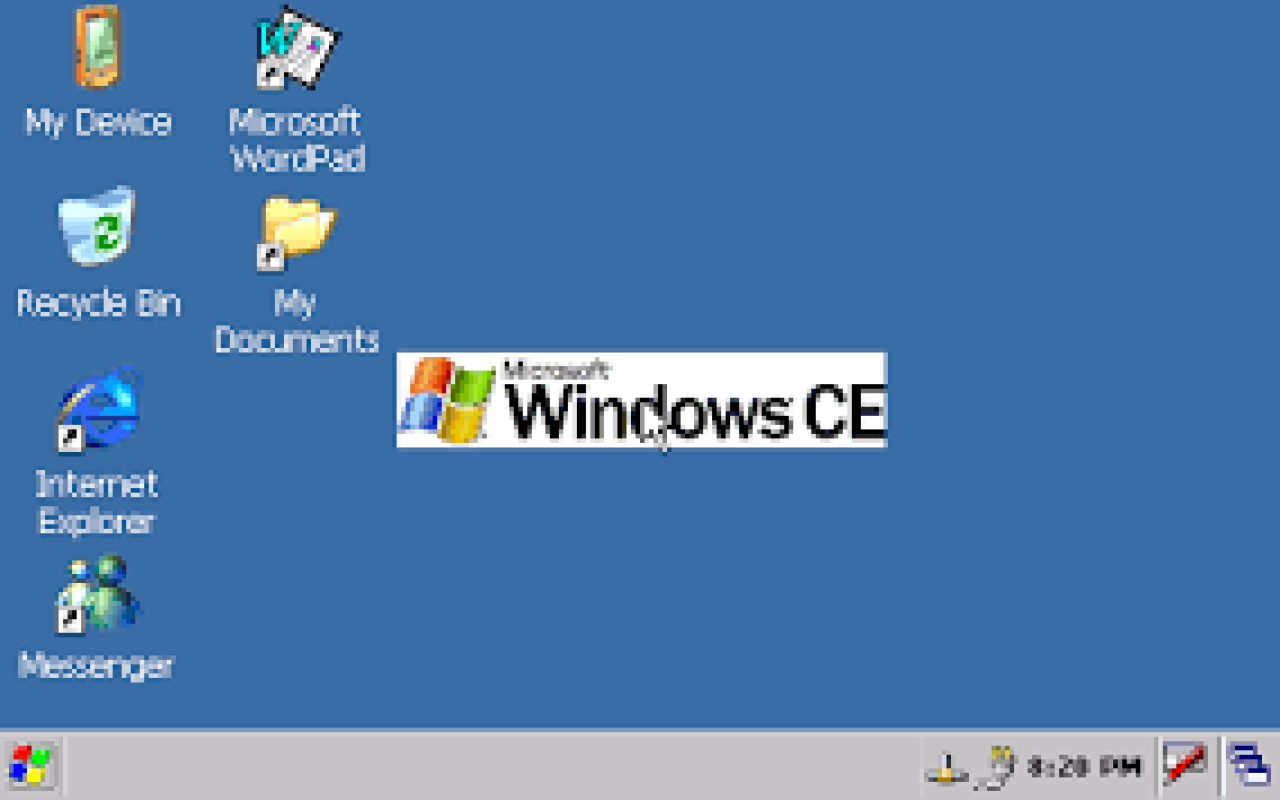 My Device
Microsoft
WordPad
Recycle Bin
My
Documents
Microsoft
Windows CE
Internet
Explorer
Messenger
8:28 PM